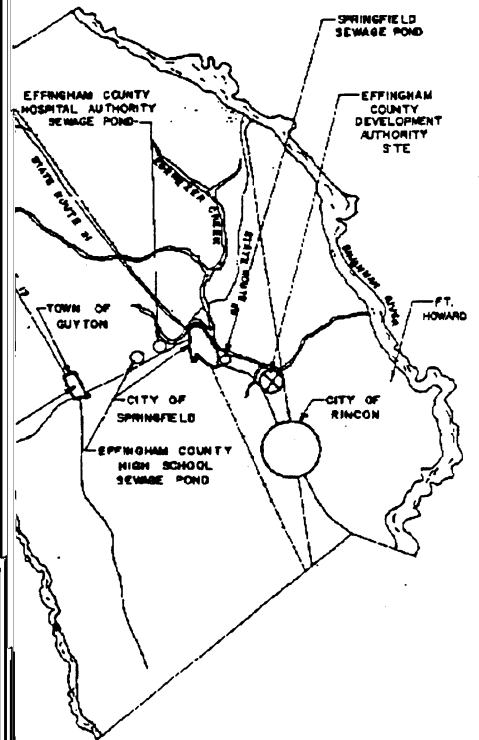 SPRINGFIELD
SEWAGE POND
EFFINGHAM COUNTY
HOSPITAL AUTHORITY
SEWAGE POND
EFFINGHAM
COUNTY
DEVELOPMENT
AUTHORITY
SITE
EBENEZER CREEK
STATE ROUTE 21
STATE ROUTE
SAVANNAH RIVER
17
TOWN OF
GUYTON
FT.
HOWARD
CITY OF
SPRINGFIELD
CITY OF
RINCON
EFFINGHAM COUNTY
HIGH SCHOOL
SEWAGE POND